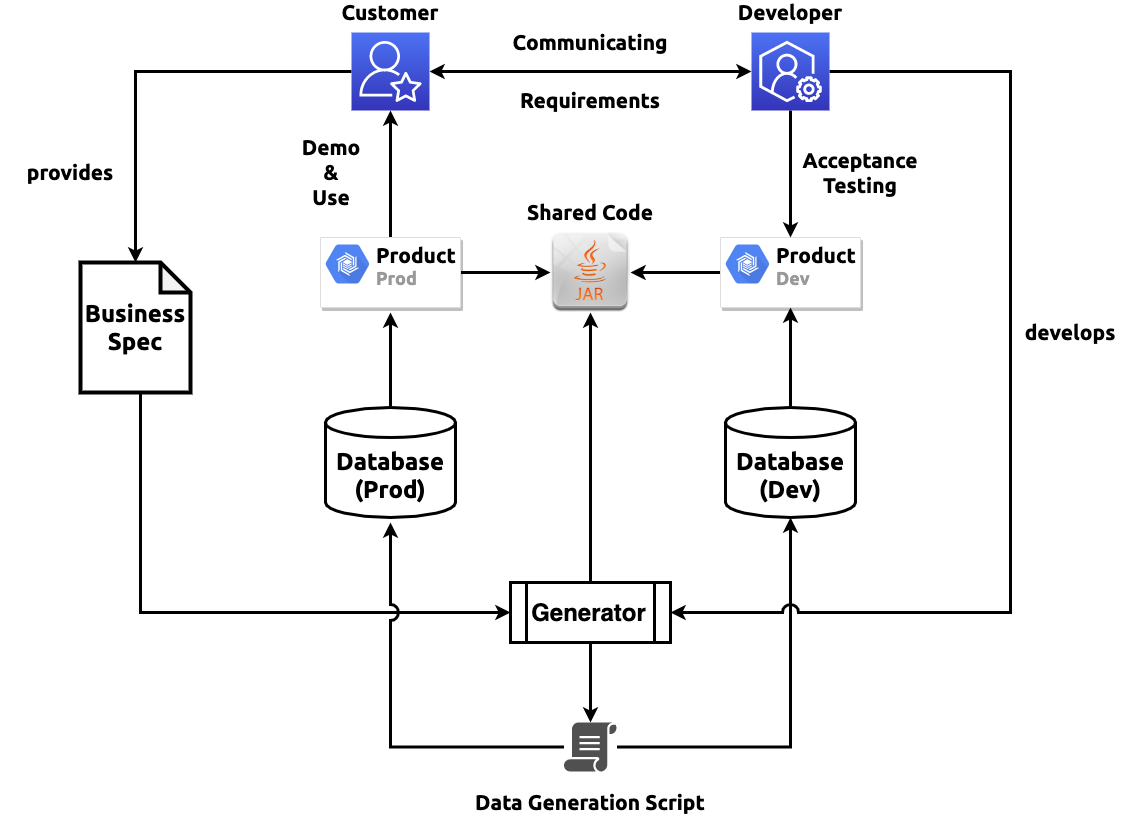 Customer
Developer
Communicating
Requirements
provides
Demo
&
Use
Acceptance
Testing
Shared Code
Product
Prod
JAR
Product
Dev
Business
Spec
develops
Database
(Prod)
Database
(Dev)
Generator
Data Generation Script